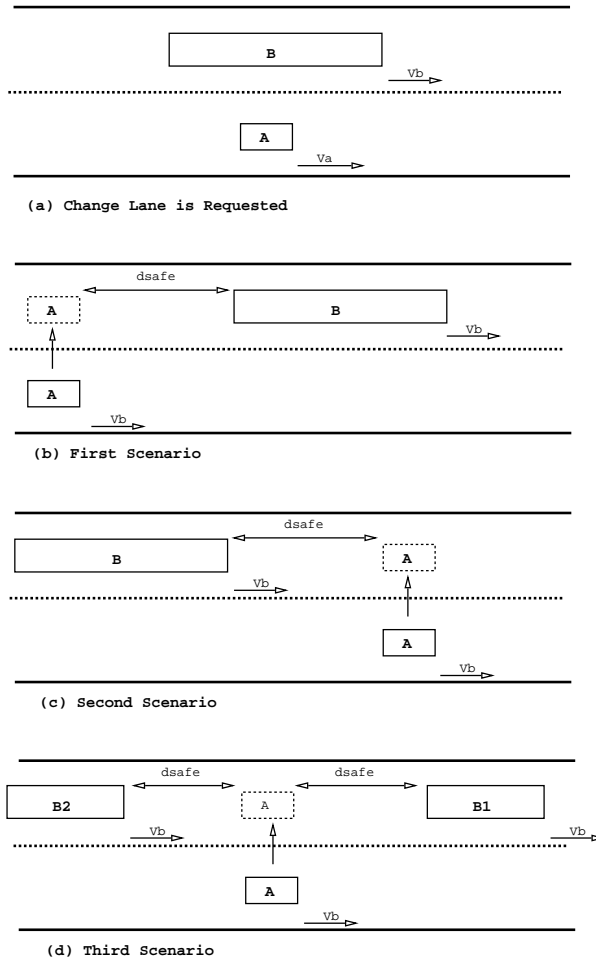 B
Vb
A
Va
(a) Change Lane is Requested
dsafe
A
B
Vb
A
Vb
(b) First Scenario
dsafe
B
A
Vb
A
Vb
(c) Second Scenario
dsafe dsafe
B2 A B1
Vb Vb
A
Vb
(d) Third Scenario